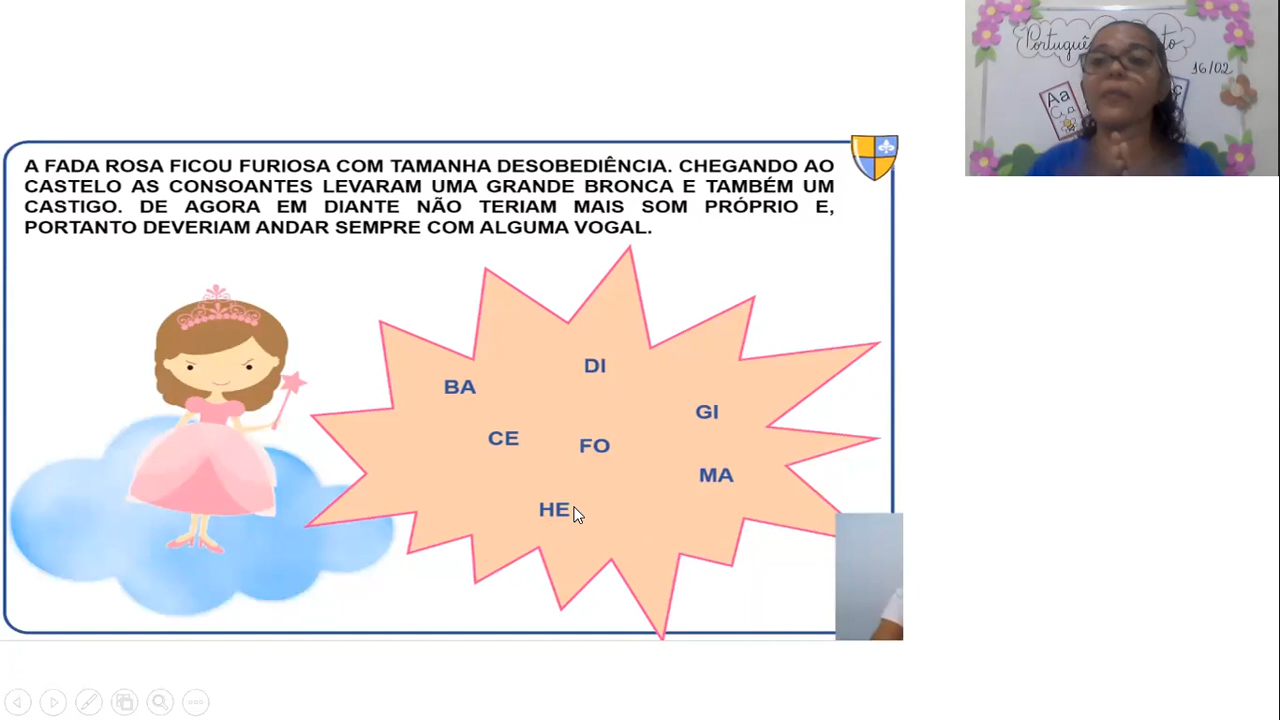 Português
16/02
Aa
A FADA ROSA FICOU FURIOSA COM TAMANHA DESOBEDIÊNCIA. CHEGANDO AO
CASTELO AS CONSOANTES LEVARAM UMA GRANDE BRONCA E TAMBÉM UM
CASTIGO. DE AGORA EM DIANTE NÃO TERIAM MAIS SOM PRÓPRIO E,
PORTANTO DEVERIAM ANDAR SEMPRE COM ALGUMA VOGAL.
DI
BA
GI
CE
FO
MA
HE